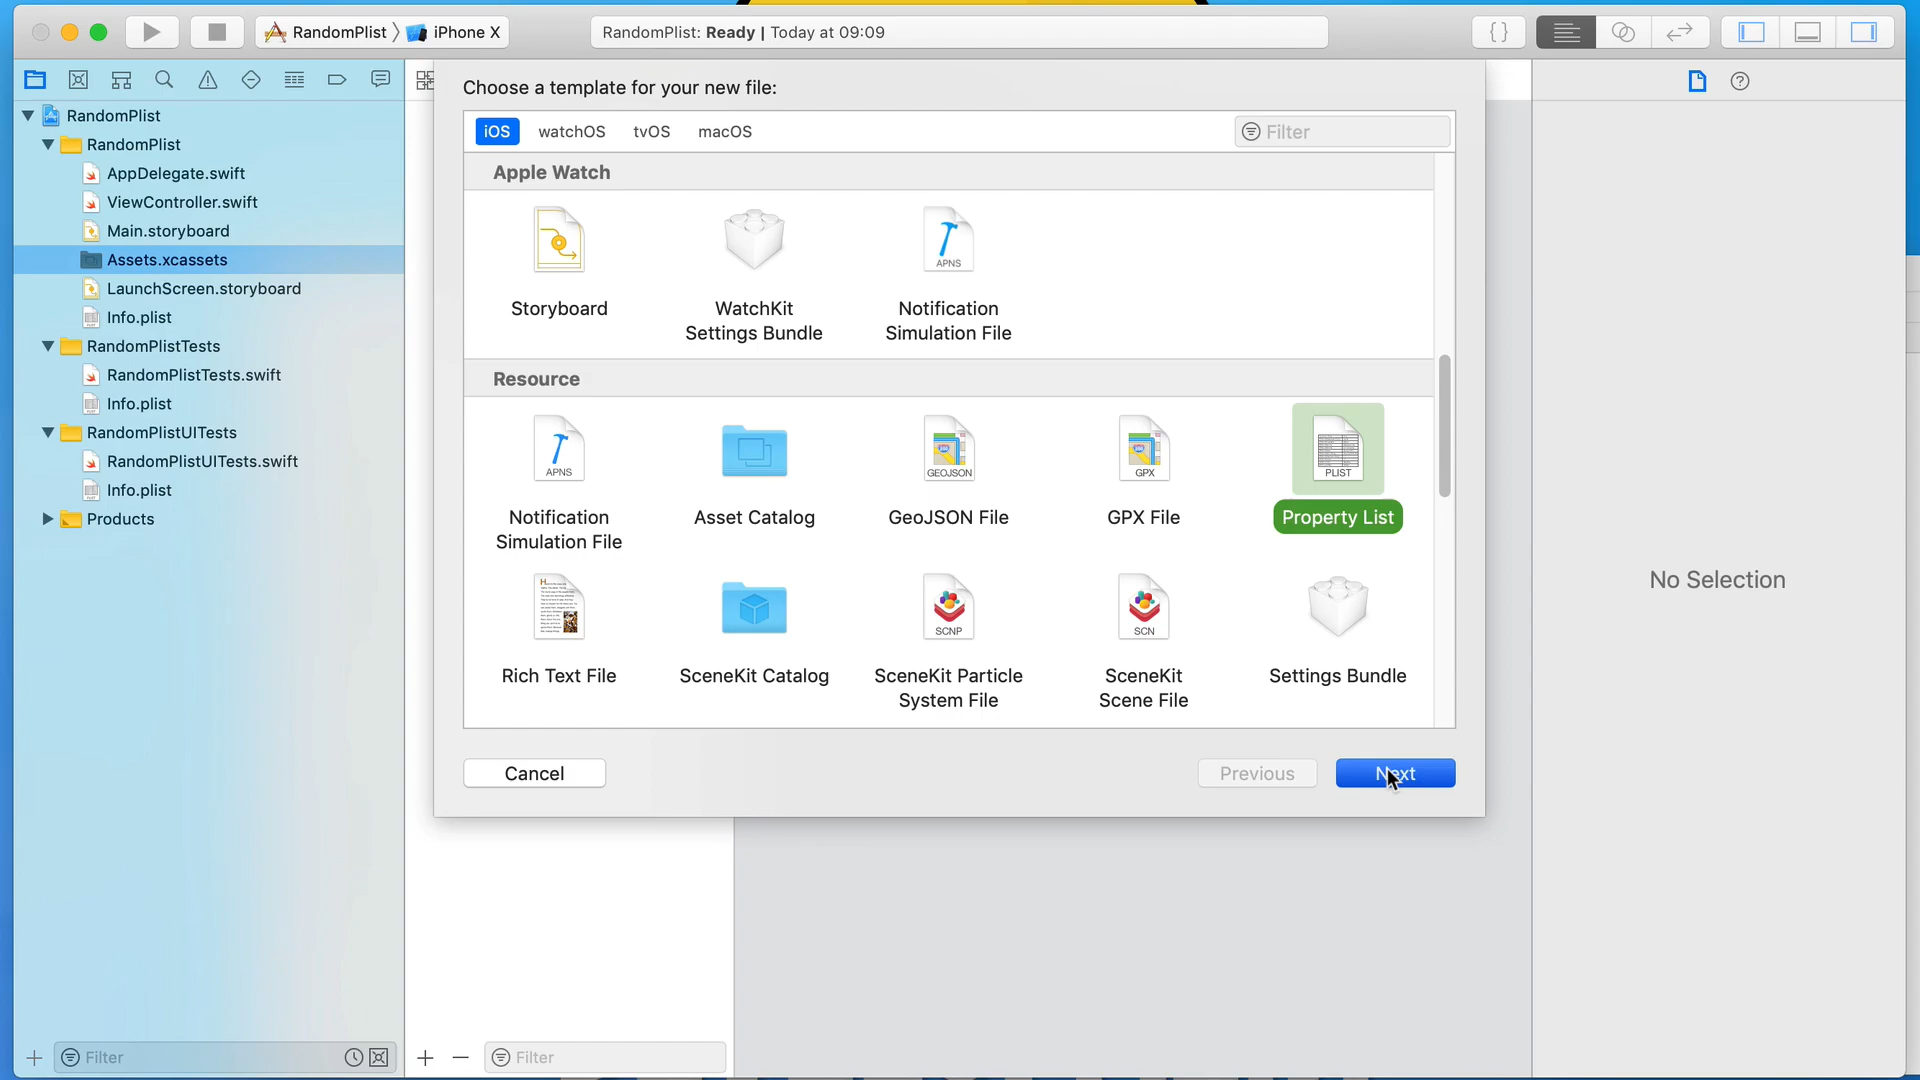 RandomPlist iPhone X
RandomPlist: Ready | Today at 09:09
{ }
RandomPlist
RandomPlist
AppDelegate.swift
ViewController.swift
Main.storyboard
Assets.xcassets
LaunchScreen.storyboard
Info.plist
RandomPlistTests
RandomPlistTests.swift
Info.plist
RandomPlistUITests
RandomPlistUITests.swift
Info.plist
Products
Filter
Choose a template for your new file:
iOS watchOS tvOS macOS
Filter
Apple Watch
APNS
Storyboard
WatchKit
Settings Bundle
Notification
Simulation File
Resource
APNS
GEOJSON
GPX
PLIST
Notification
Simulation File
Asset Catalog
GeoJSON File
GPX File
Property List
SCNP
SCN
Rich Text File
SceneKit Catalog
SceneKit Particle
System File
SceneKit
Scene File
Settings Bundle
Cancel
Previous
Next
Filter
No Selection